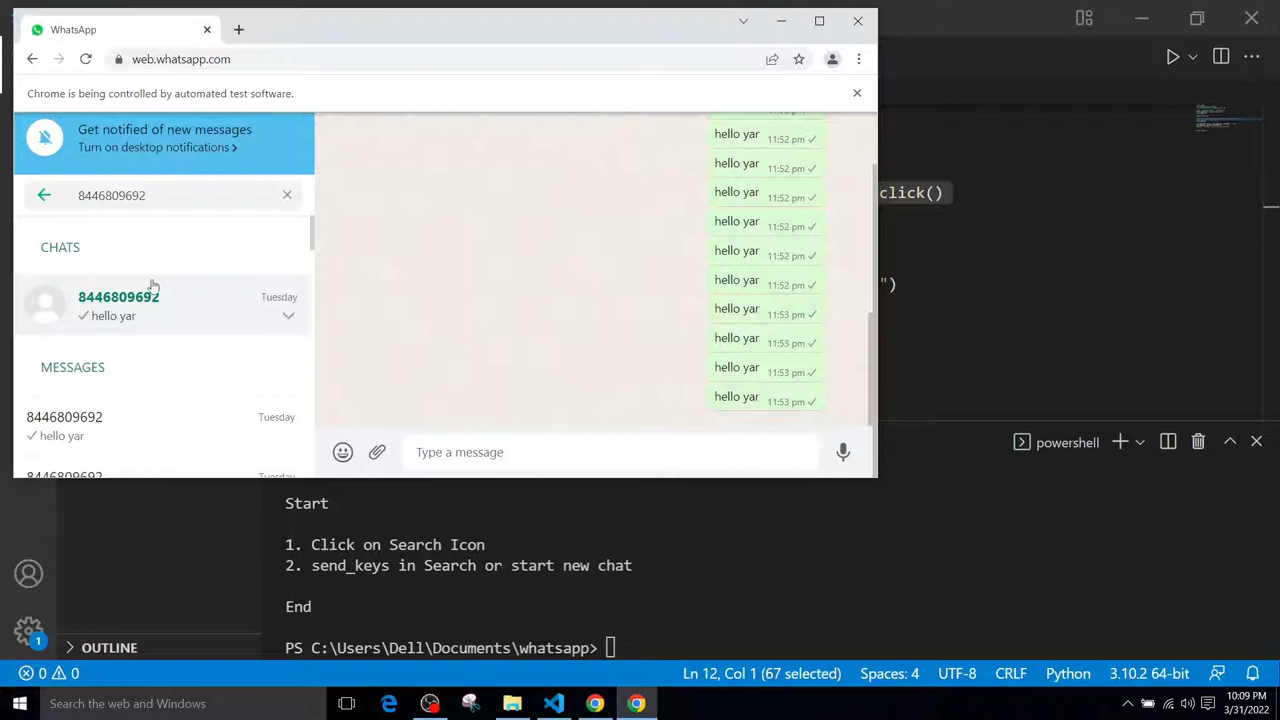 WhatsApp
web.whatsapp.com
Chrome is being controlled by automated test software.
Get notified of new messages
Turn on desktop notifications >
8446809692
CHATS
8446809692 Tuesday
hello yar
MESSAGES
8446809692 Tuesday
hello yar
8446809692 Tuesday
hello yar 11:52 pm
hello yar 11:52 pm
hello yar 11:52 pm
hello yar 11:52 pm
hello yar 11:52 pm
hello yar 11:52 pm
hello yar 11:53 pm
hello yar 11:53 pm
hello yar 11:53 pm
hello yar 11:53 pm
Type a message
click()
")
powershell
Start
1. Click on Search Icon
2. send_keys in Search or start new chat
End
PS C:\Users\Dell\Documents\whatsapp>
OUTLINE
1
0 0 Ln 12, Col 1 (67 selected) Spaces: 4 UTF-8 CRLF Python 3.10.2 64-bit
Search the web and Windows
10:09 PM
3/31/2022